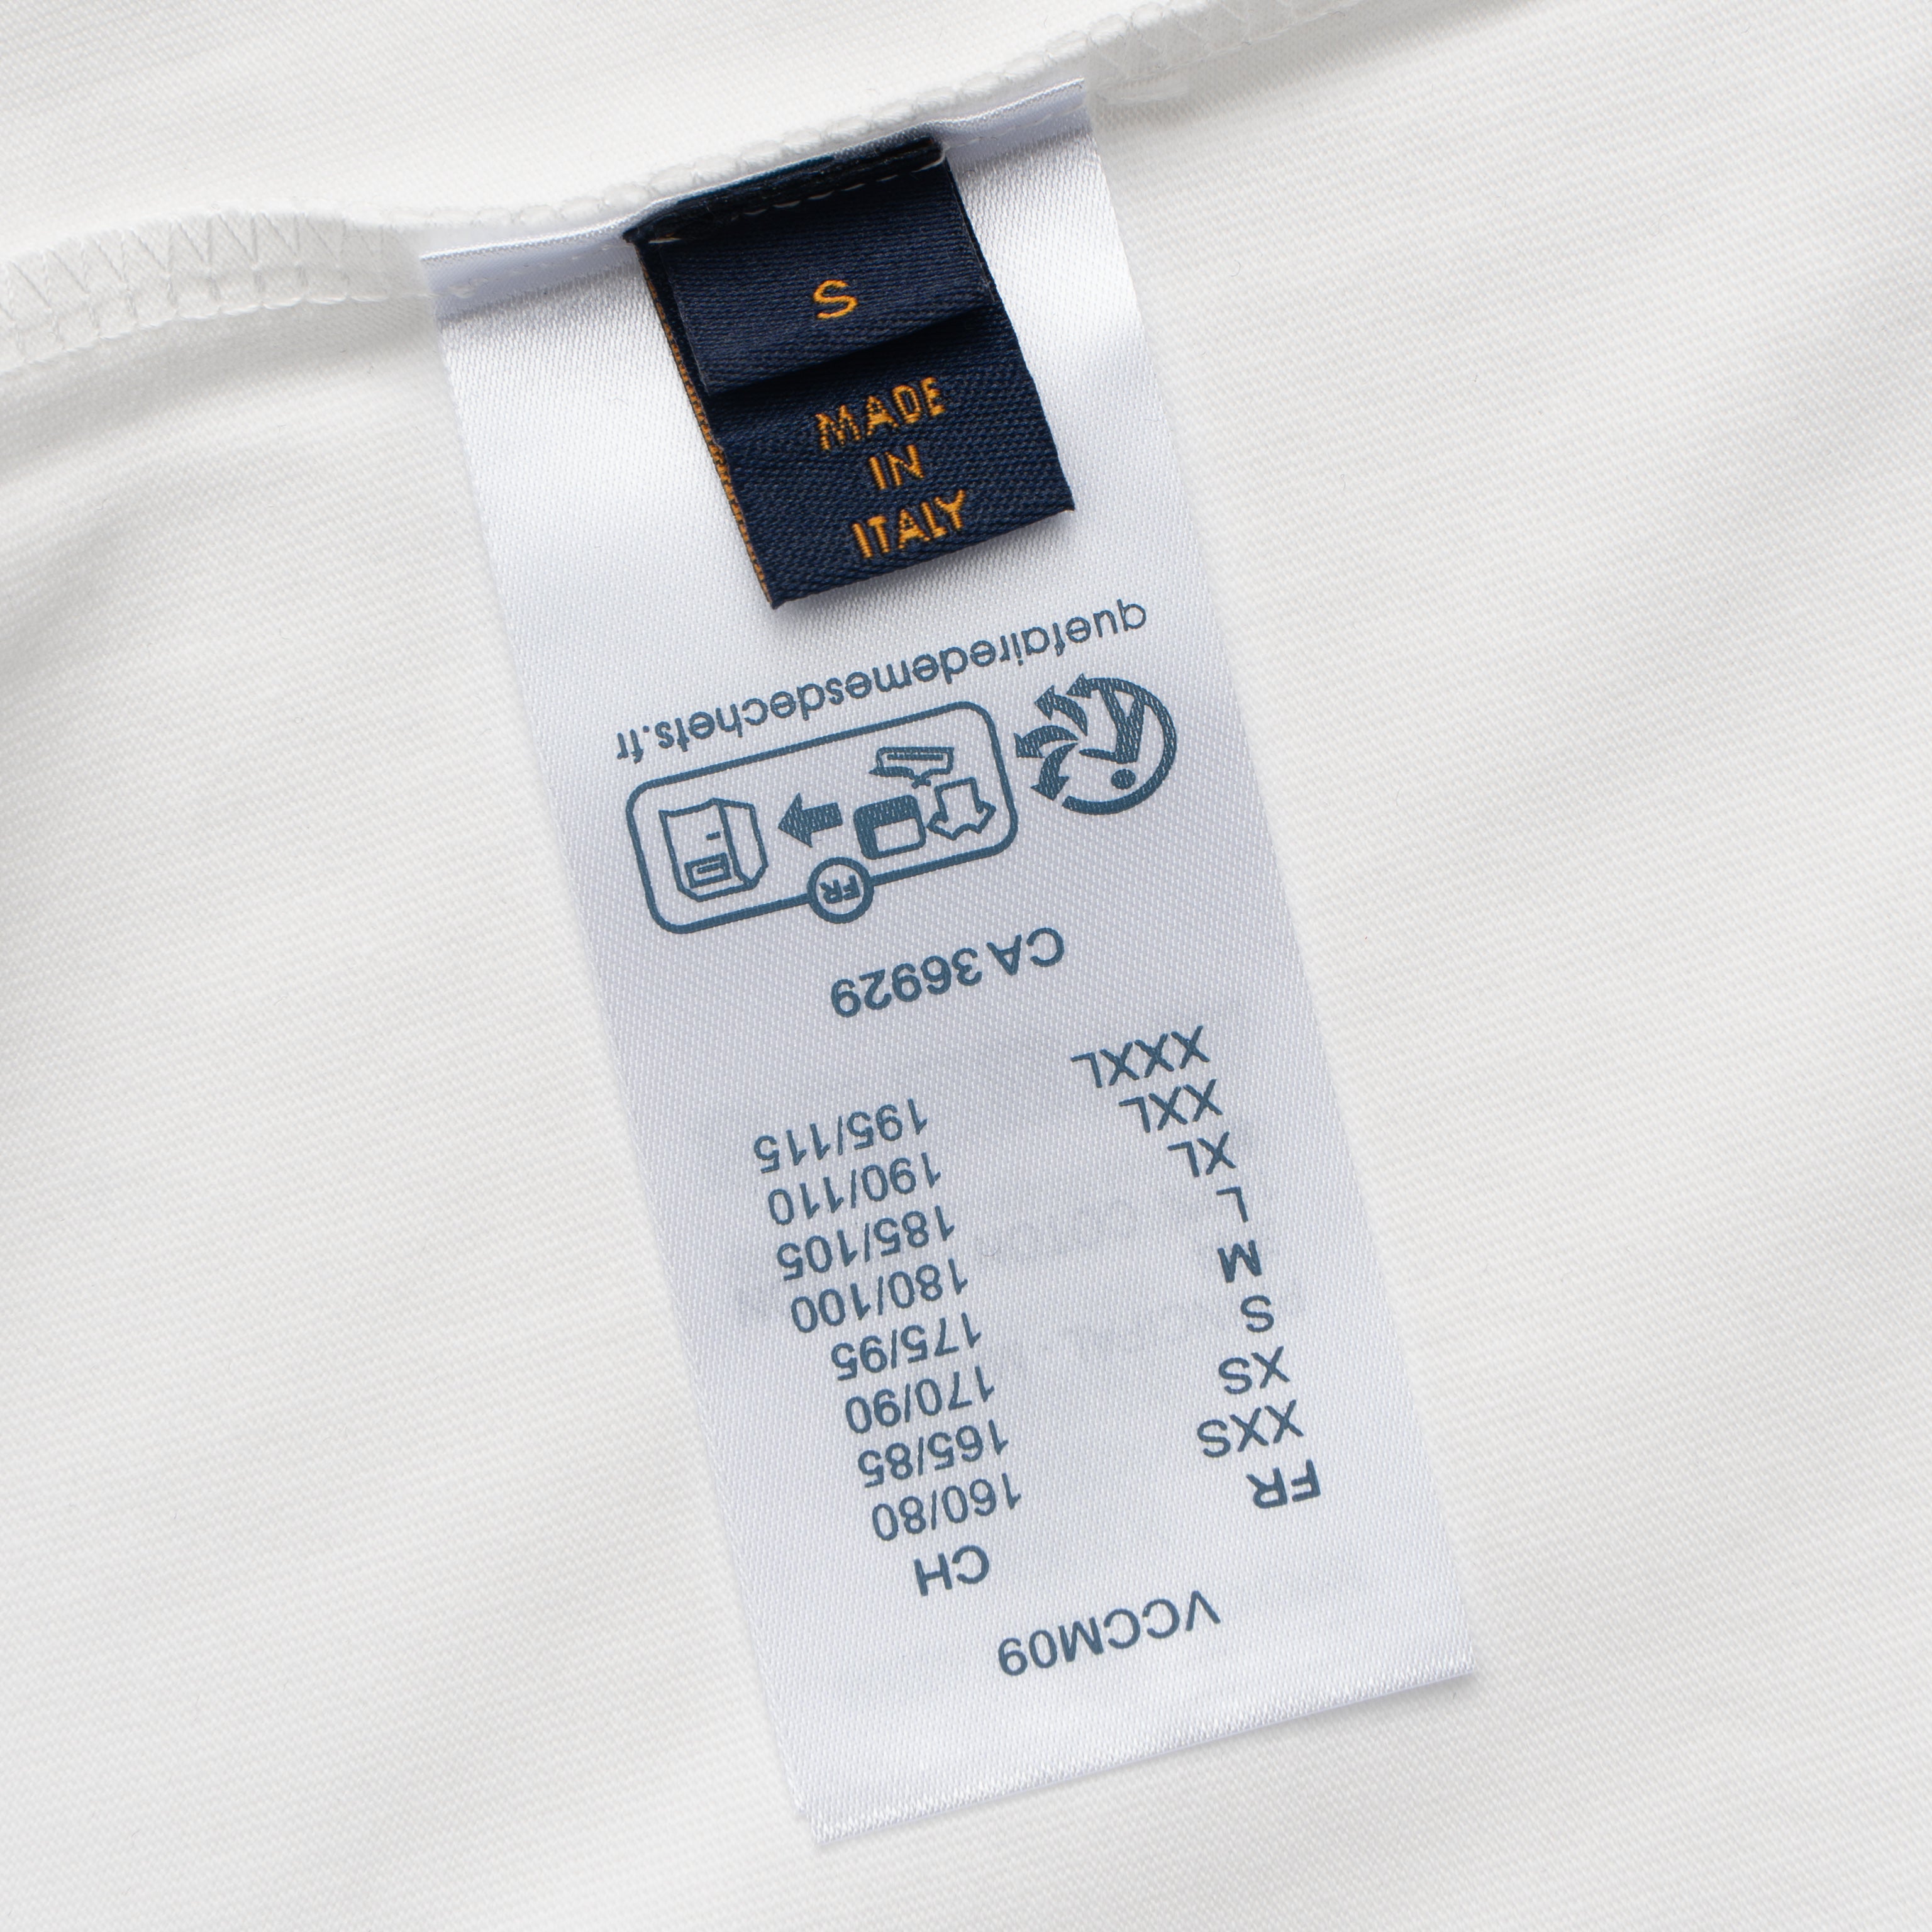 S
MADE
IN
ITALY
VCCM09
FR CH
XXS 160/80
XS 165/85
S 170/90
M 175/95
L 180/100
XL 185/105
XXL 190/110
XXXL 195/115
CA 36929
FR
quefairedemesdechets.fr